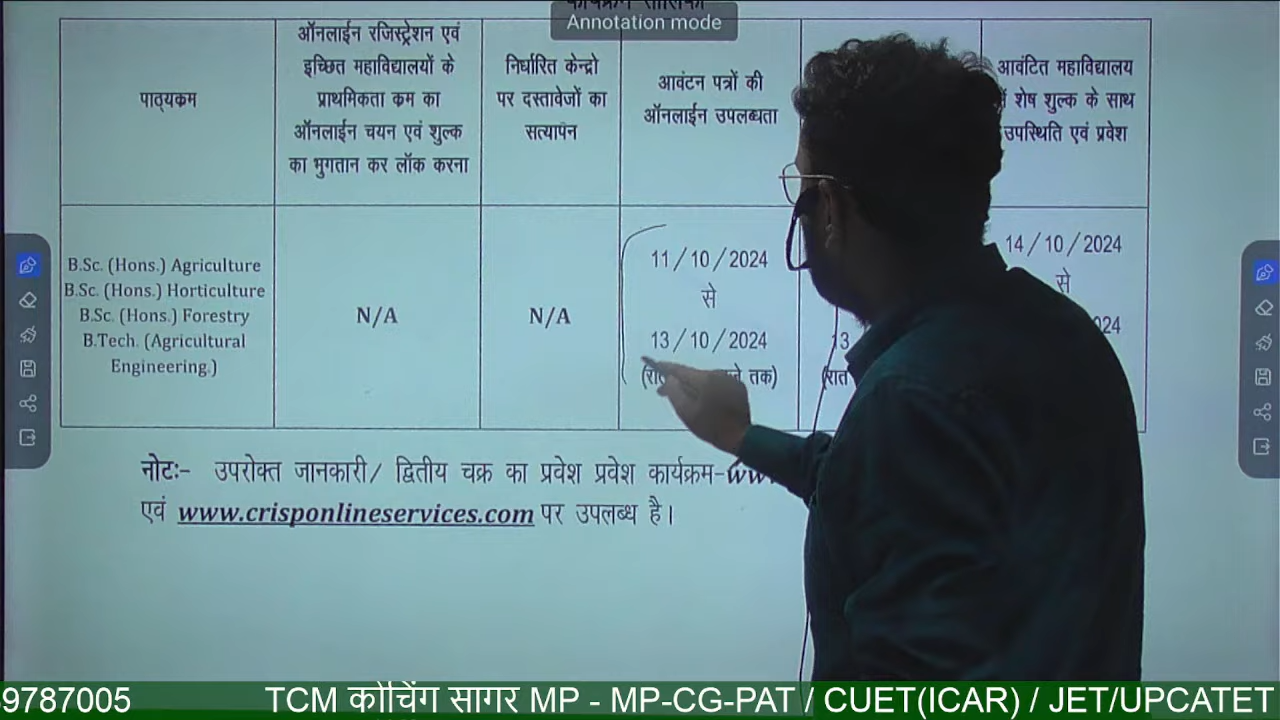 कार्यक्रम तालिका
Annotation mode
पाठ्यक्रम
ऑनलाईन रजिस्ट्रेशन एवं
इच्छित महाविद्यालयों के
प्राथमिकता क्रम का
ऑनलाईन चयन एवं शुल्क
का भुगतान कर लॉक करना
निर्धारित केन्द्रो
पर दस्तावेजों का
सत्यापन
आवंटन पत्रों की
ऑनलाईन उपलब्धता
आवंटित महाविद्यालय
में शेष शुल्क के साथ
उपस्थिति एवं प्रवेश
B.Sc. (Hons.) Agriculture
B.Sc. (Hons.) Horticulture
B.Sc. (Hons.) Forestry
B.Tech. (Agricultural
Engineering.)
N/A
N/A
11/10/2024
से
13/10/2024
तक)
13
(रात
14/10/2024
से
नोटः- उपरोक्त जानकारी/ द्वितीय चक्र का प्रवेश प्रवेश कार्यक्रम-
एवं www.crisponlineservices.com पर उपलब्ध है।
9787005 TCM कोचिंग सागर MP - MP-CG-PAT / CUET(ICAR) / JET/UPCATET